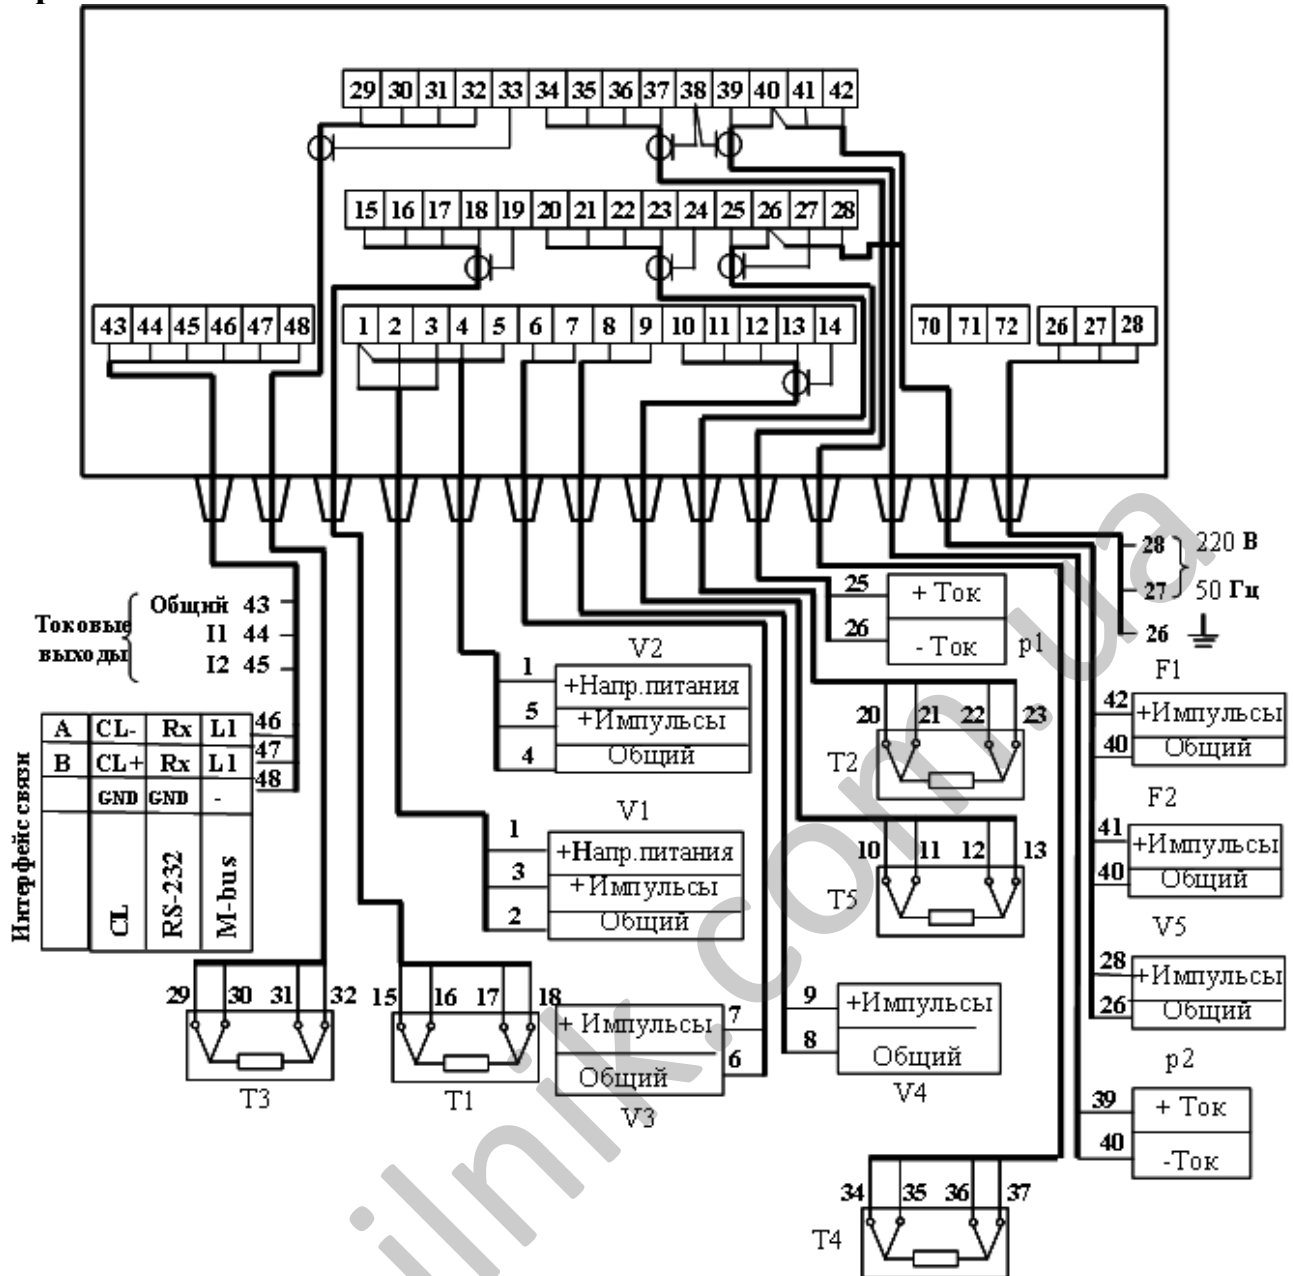 29 30 31 32 33 34 35 36 37 38 39 40 41 42
15 16 17 18 19 20 21 22 23 24 25 26 27 28
43 44 45 46 47 48
1 2 3 4 5 6 7 8 9 10 11 12 13 14
70 71 72
26 27 28
28 220 В
27 50 Гц
26
Токовые
выходы
Общий 43
I1 44
I2 45
25 + Ток
26 - Ток
p1
V2
1 +Напр.питания
5 +Импульсы
4 Общий
V1
1 +Напр.питания
3 +Импульсы
2 Общий
20 21 22 23
T2
10 11 12 13
T5
F1
42 +Импульсы
40 Общий
F2
41 +Импульсы
40 Общий
V5
28 +Импульсы
26 Общий
p2
39 + Ток
40 -Ток
Интерфейс связи
A CL- Rx L1 46
B CL+ Rx L1 47
GND GND - 48
CL
RS-232
M-bus
29 30 31 32
T3
15 16 17 18
T1
+ Импульсы 7
Общий 6
V3
9 +Импульсы
8 Общий
V4
34 35 36 37
T4
ilnik.com.ua